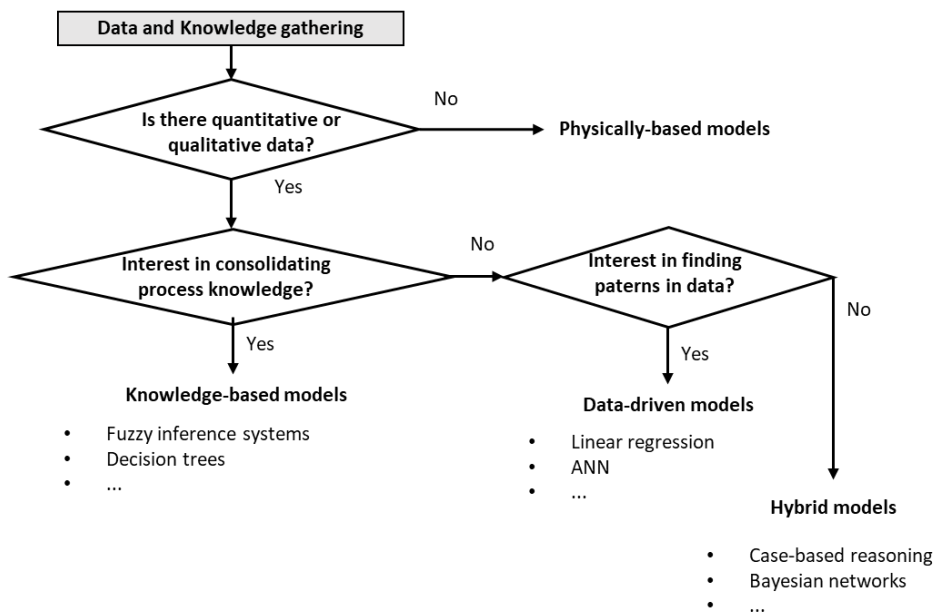 Data and Knowledge gathering
No
Is there quantitative or
qualitative data?
Physically-based models
Yes
No
Interest in consolidating
process knowledge?
Interest in finding
paterns in data?
No
Yes
Yes
Knowledge-based models
• Fuzzy inference systems
• Decision trees
• ...
Data-driven models
• Linear regression
• ANN
• ...
Hybrid models
• Case-based reasoning
• Bayesian networks
• ...